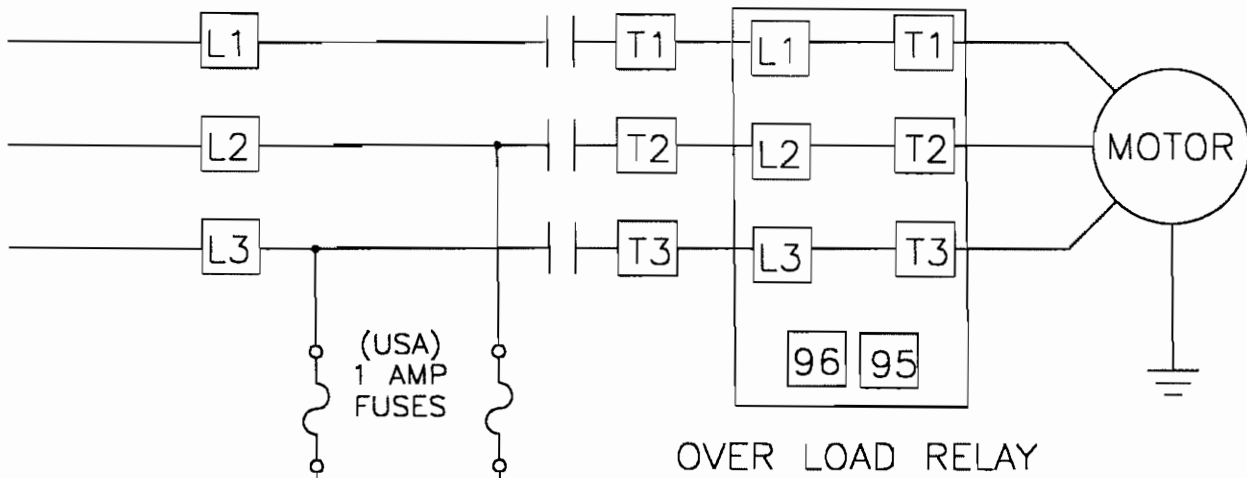 L1 T1 L1 T1
L2 T2 L2 T2
MOTOR
L3 T3 L3 T3
(USA)
1 AMP
FUSES
96 95
OVER LOAD RELAY